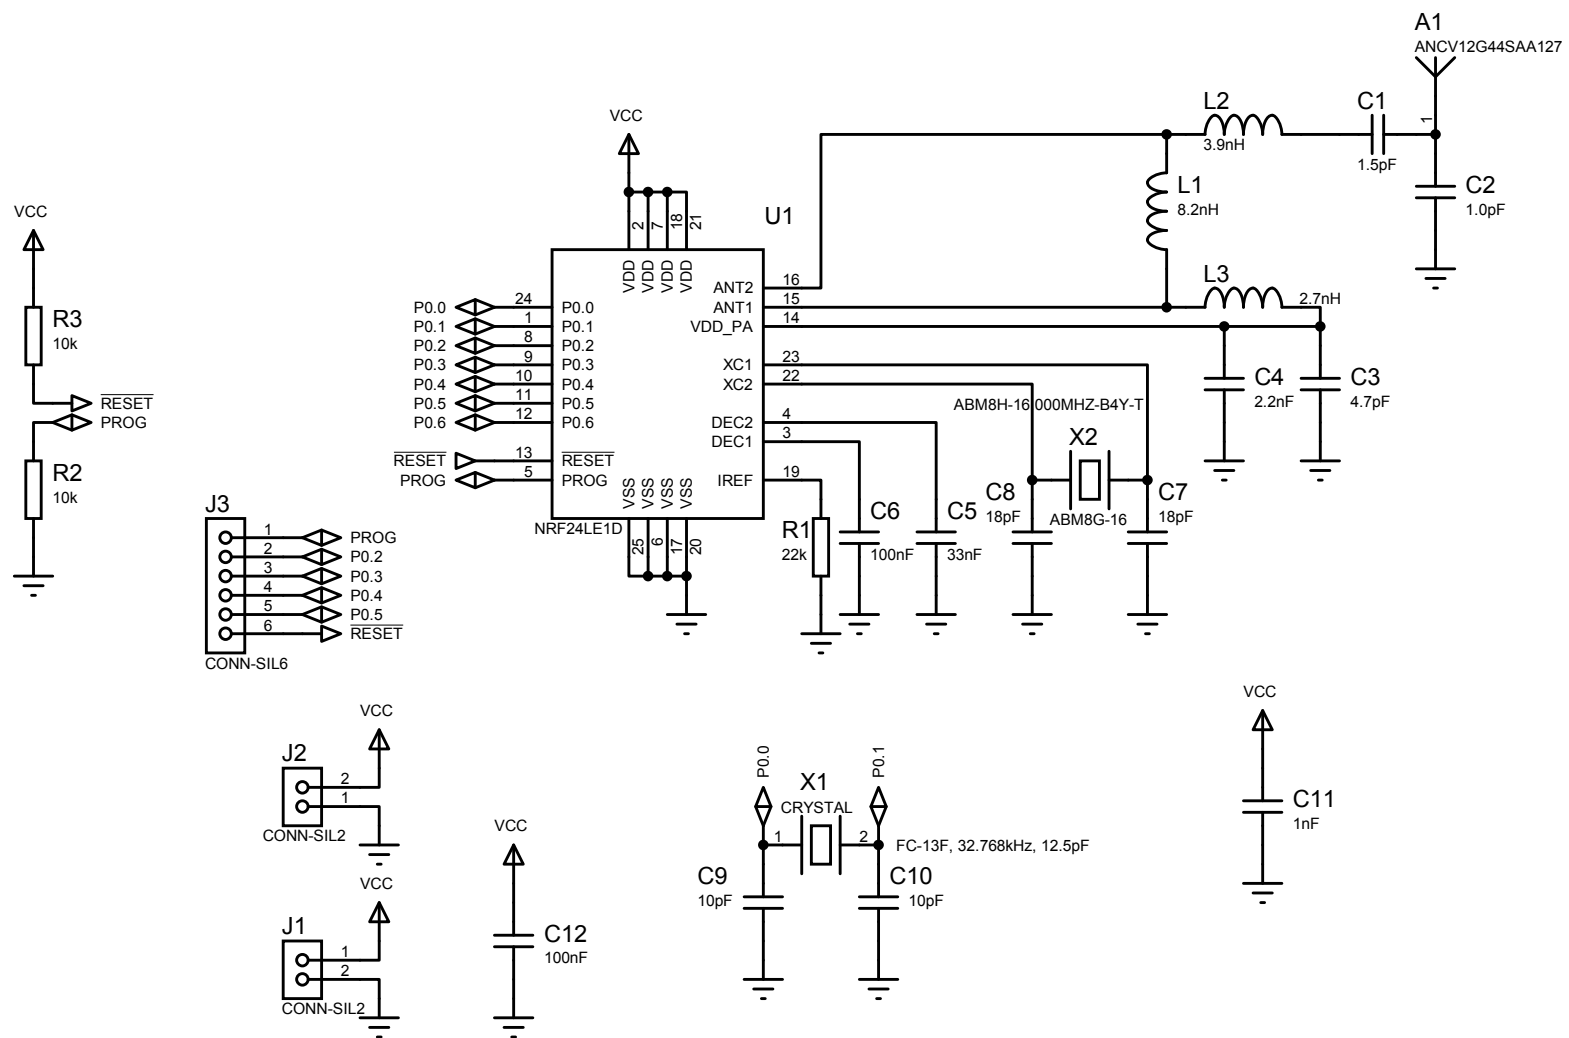 A1
ANCV12G44SAA127
1
L2
3.9nH
C1
1.5pF
C2
1.0pF
L1
8.2nH
L3
2.7nH
C4
2.2nF
C3
4.7pF
VCC
U1
2
7
18
21
VDD
VDD
VDD
VDD
P0.0 24 P0.0
P0.1 1 P0.1
P0.2 8 P0.2
P0.3 9 P0.3
P0.4 10 P0.4
P0.5 11 P0.5
P0.6 12 P0.6
RESET 13 RESET
PROG 5 PROG
ANT2 16
ANT1 15
VDD_PA 14
XC1 23
XC2 22
DEC2 4
DEC1 3
IREF 19
VSS
VSS
VSS
VSS
NRF24LE1D
25
6
17
20
VCC
R3
10k
RESET
PROG
R2
10k
J3
1 PROG
2 P0.2
3 P0.3
4 P0.4
5 P0.5
6 RESET
CONN-SIL6
R1
22k
C6
100nF
C5
33nF
ABM8H-16.000MHZ-B4Y-T
X2
ABM8G-16
C8
18pF
C7
18pF
VCC
J2
2
1
CONN-SIL2
VCC
J1
1
2
CONN-SIL2
VCC
C12
100nF
P0.0
P0.1
X1
CRYSTAL
1
2
FC-13F, 32.768kHz, 12.5pF
C9
10pF
C10
10pF
VCC
C11
1nF